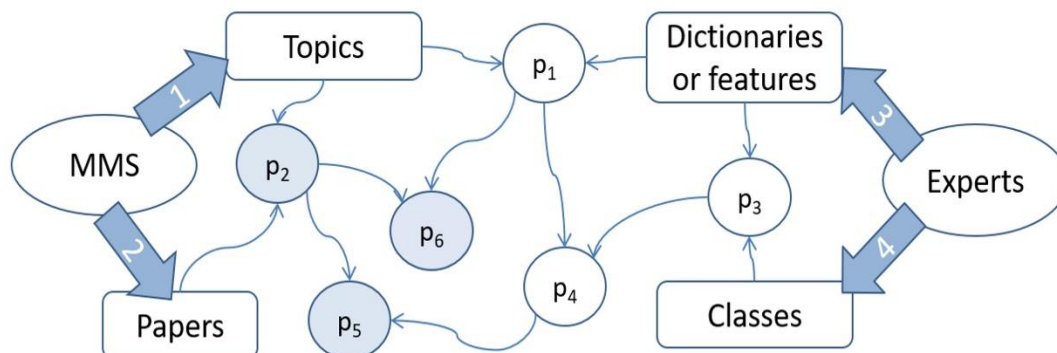 Topics
p1
Dictionaries
or features
1
3
MMS
p2
p3
Experts
p6
2
4
p4
Papers
p5
Classes